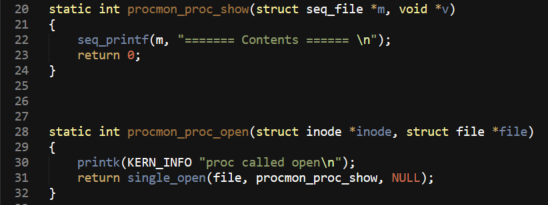 20 static int procmon_proc_show(struct seq_file *m, void *v)
21 {
22     seq_printf(m, "======= Contents ====== \n");
23     return 0;
24 }
25
26
27
28 static int procmon_proc_open(struct inode *inode, struct file *file)
29 {
30     printk(KERN_INFO "proc called open\n");
31     return single_open(file, procmon_proc_show, NULL);
32 }